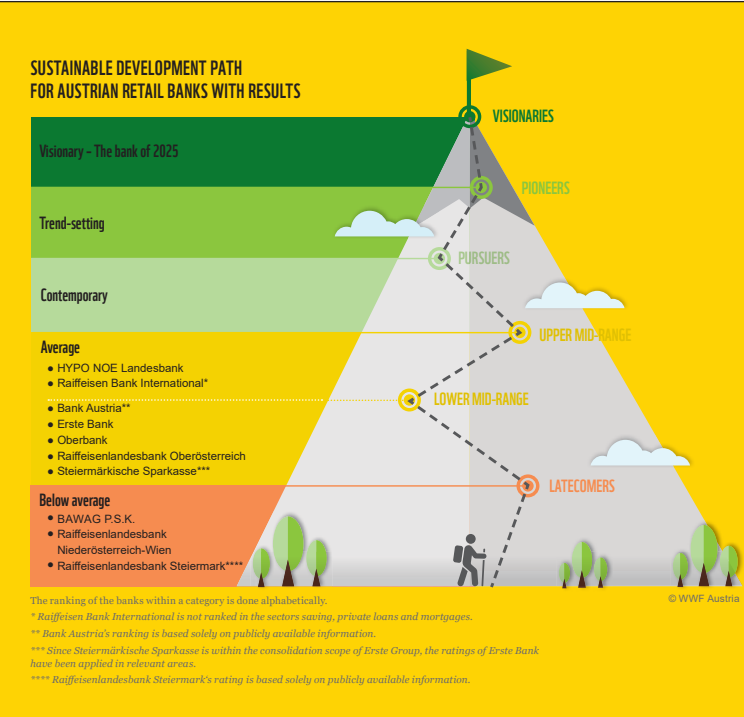 SUSTAINABLE DEVELOPMENT PATH
FOR AUSTRIAN RETAIL BANKS WITH RESULTS
VISIONARIES
Visionary – The bank of 2025
PIONEERS
Trend-setting
PURSUERS
Contemporary
UPPER MID-RANGE
Average
● HYPO NOE Landesbank
● Raiffeisen Bank International*
LOWER MID-RANGE
● Bank Austria**
● Erste Bank
● Oberbank
● Raiffeisenlandesbank Oberösterreich
● Steiermärkische Sparkasse***
LATECOMERS
Below average
● BAWAG P.S.K.
● Raiffeisenlandesbank
Niederösterreich-Wien
● Raiffeisenlandesbank Steiermark****
The ranking of the banks within a category is done alphabetically.
© WWF Austria
* Raiffeisen Bank International is not ranked in the sectors saving, private loans and mortgages.
** Bank Austria's ranking is based solely on publicly available information.
*** Since Steiermärkische Sparkasse is within the consolidation scope of Erste Group, the ratings of Erste Bank
have been applied in relevant areas.
**** Raiffeisenlandesbank Steiermark's rating is based solely on publicly available information.